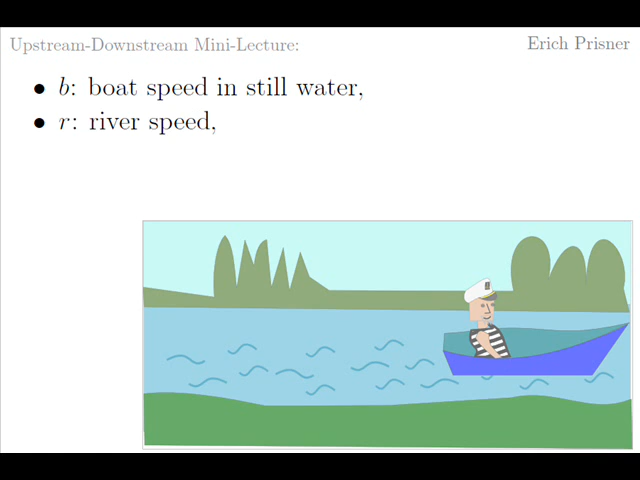 Upstream-Downstream Mini-Lecture:
Erich Prisner
• b: boat speed in still water,
• r: river speed,